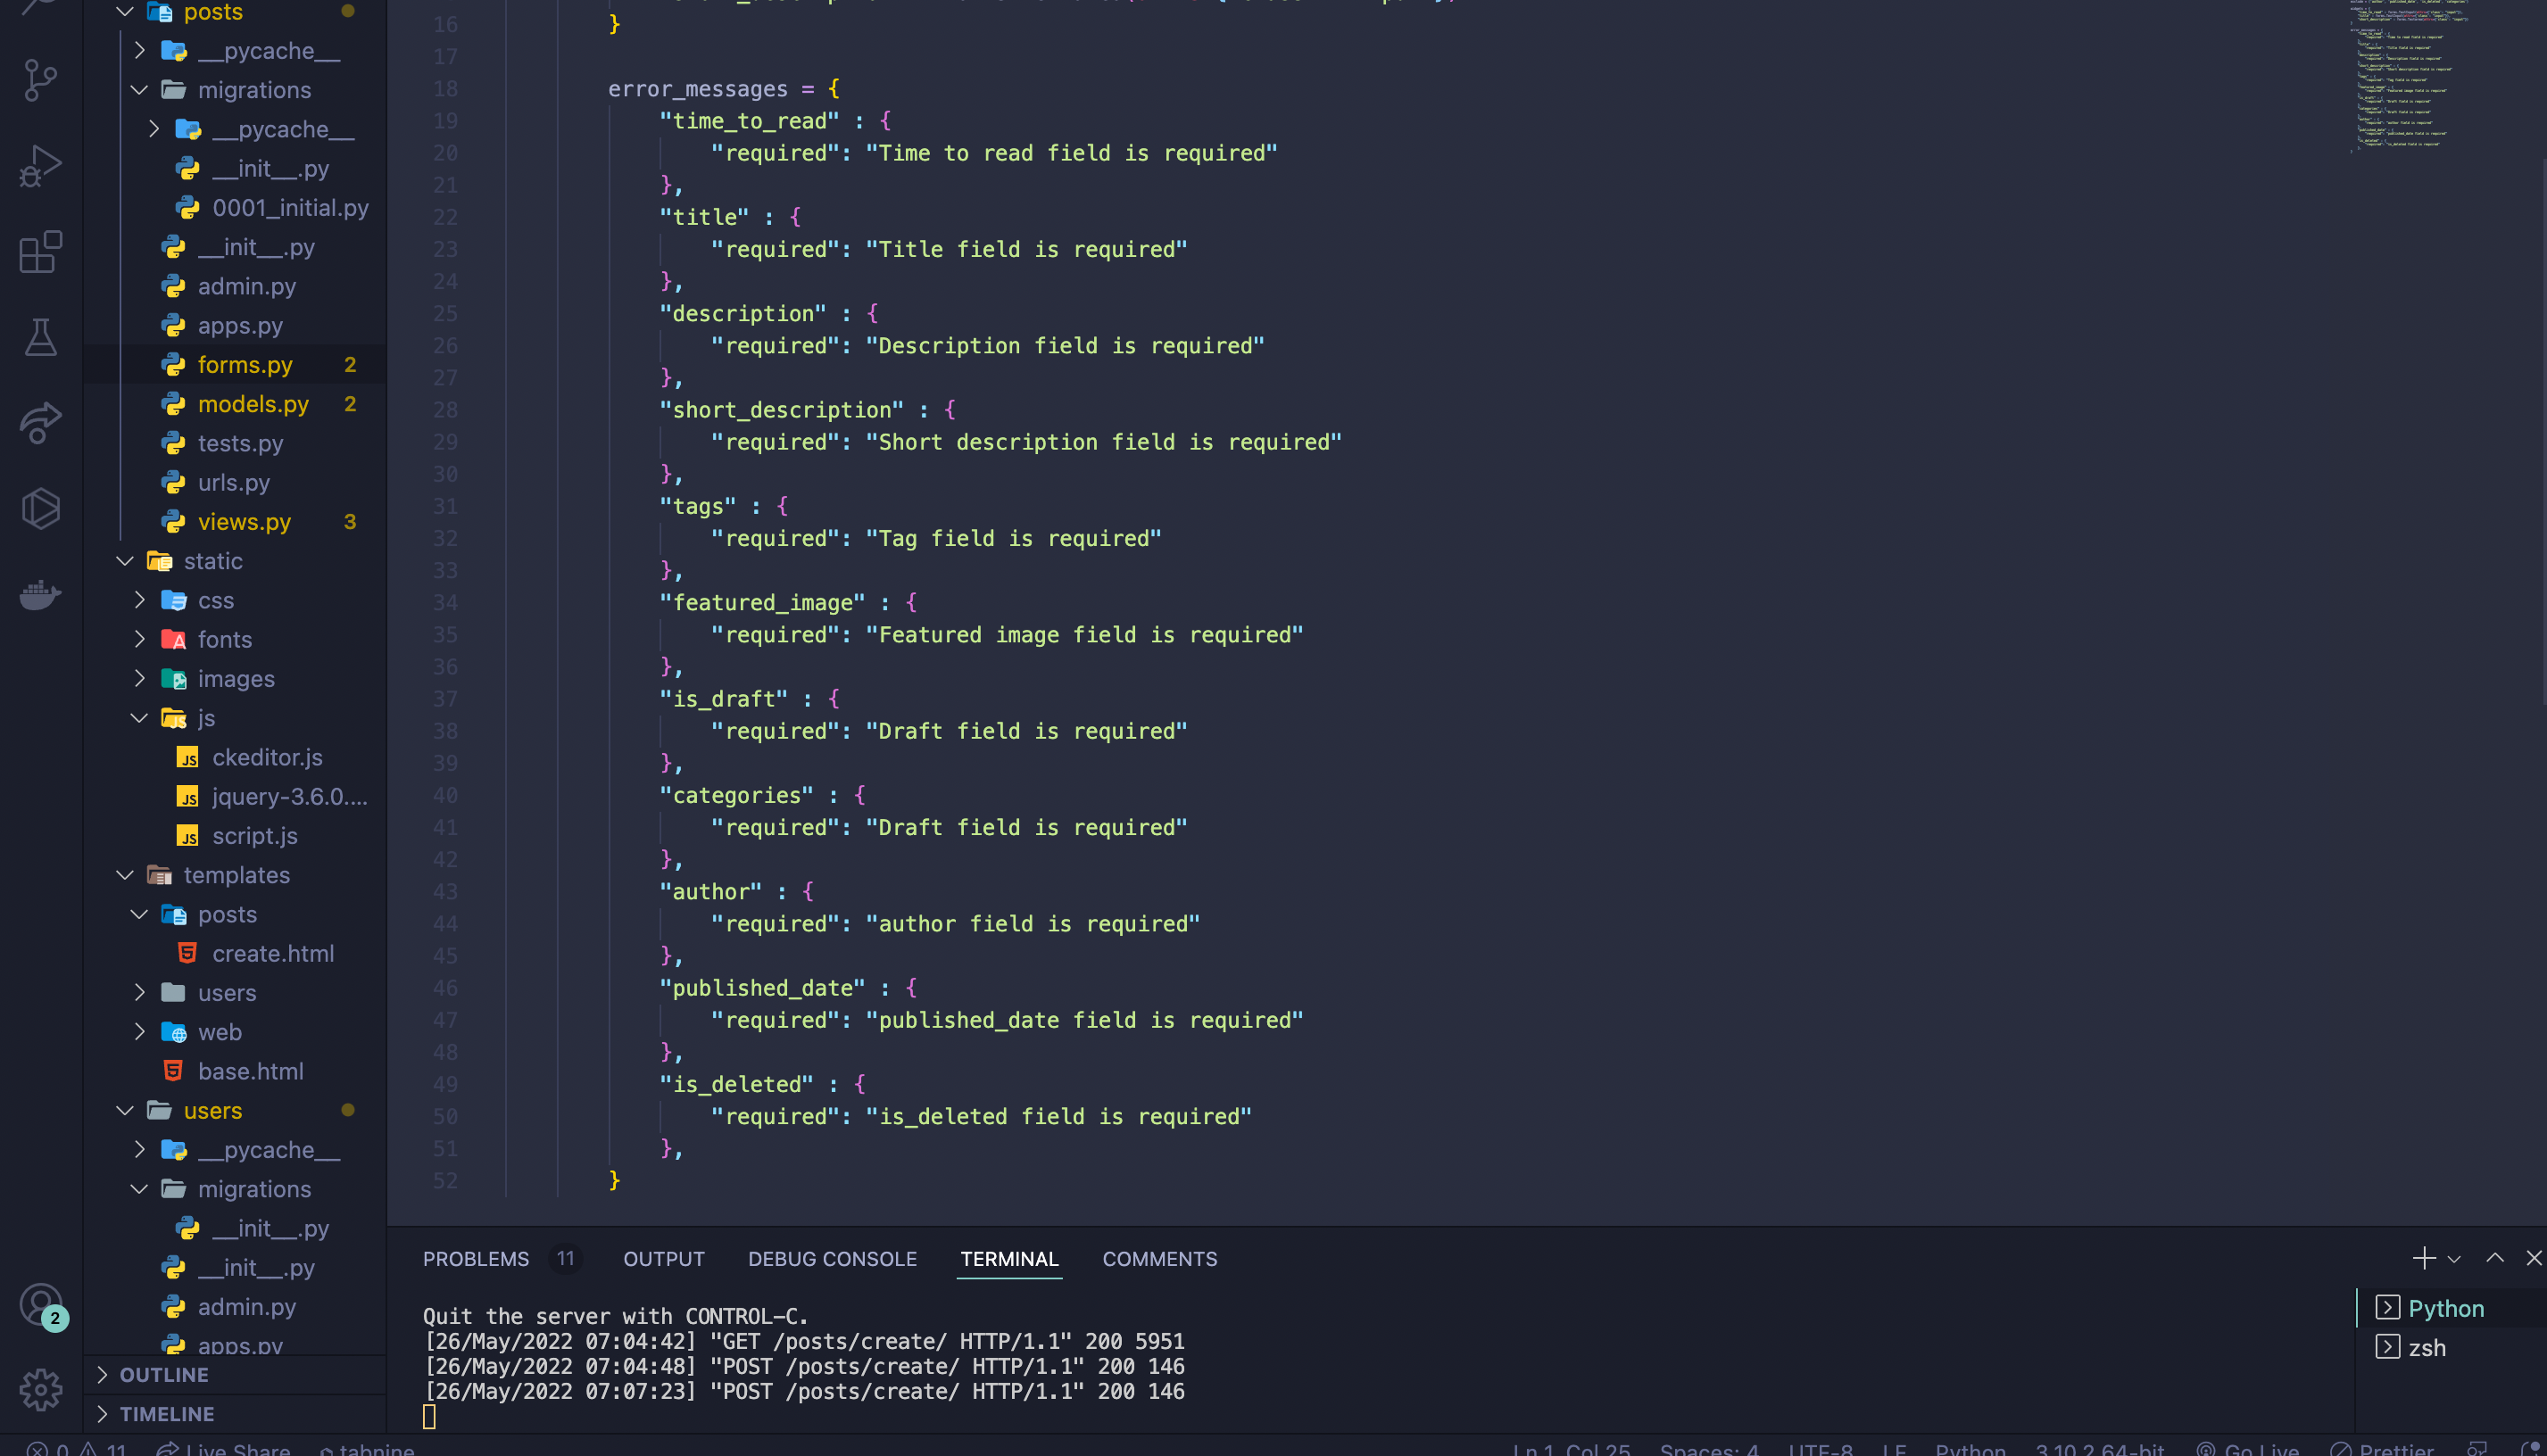 posts
__pycache__
migrations
__pycache__
__init__.py
0001_initial.py
__init__.py
admin.py
apps.py
forms.py 2
models.py 2
tests.py
urls.py
views.py 3
static
css
fonts
images
js
ckeditor.js
jquery-3.6.0....
script.js
templates
posts
create.html
users
web
base.html
users
__pycache__
migrations
__init__.py
__init__.py
admin.py
apps.py
OUTLINE
TIMELINE
2
16 }
17
18 error_messages = {
19 "time_to_read" : {
20 "required": "Time to read field is required"
21 },
22 "title" : {
23 "required": "Title field is required"
24 },
25 "description" : {
26 "required": "Description field is required"
27 },
28 "short_description" : {
29 "required": "Short description field is required"
30 },
31 "tags" : {
32 "required": "Tag field is required"
33 },
34 "featured_image" : {
35 "required": "Featured image field is required"
36 },
37 "is_draft" : {
38 "required": "Draft field is required"
39 },
40 "categories" : {
41 "required": "Draft field is required"
42 },
43 "author" : {
44 "required": "author field is required"
45 },
46 "published_date" : {
47 "required": "published_date field is required"
48 },
49 "is_deleted" : {
50 "required": "is_deleted field is required"
51 },
52 }
PROBLEMS 11 OUTPUT DEBUG CONSOLE TERMINAL COMMENTS
Quit the server with CONTROL-C.
[26/May/2022 07:04:42] "GET /posts/create/ HTTP/1.1" 200 5951
[26/May/2022 07:04:48] "POST /posts/create/ HTTP/1.1" 200 146
[26/May/2022 07:07:23] "POST /posts/create/ HTTP/1.1" 200 146
Python
zsh
0 11 Live Share tabnine Ln 1, Col 25 Spaces: 4 UTF-8 LF Python 3.10.2 64-bit Go Live Prettier